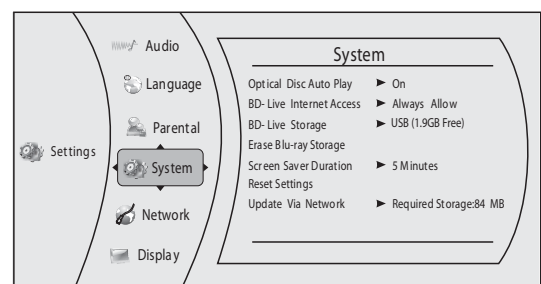 Settings
Audio
Language
Parental
System
Network
Display
System
Optical Disc Auto Play ► On
BD-Live Internet Access ► Always Allow
BD-Live Storage ► USB (1.9GB Free)
Erase Blu-ray Storage
Screen Saver Duration ► 5 Minutes
Reset Settings
Update Via Network ► Required Storage:84 MB